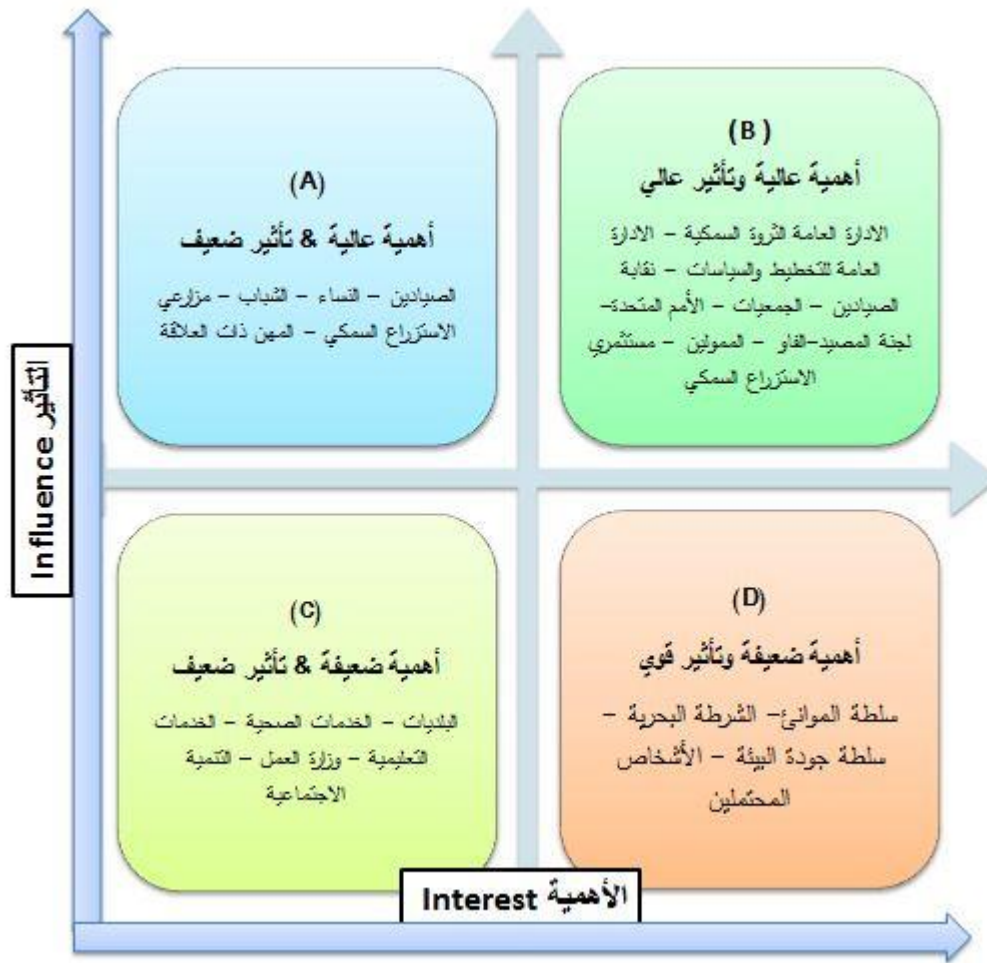 (A)
أهمية عالية & تأثير ضعيف
الصيادين – النساء – الشباب – مزارعي
الاستزراع السمكي – المهن ذات العلاقة
(B )
أهمية عالية وتأثير عالي
الادارة العامة الثروة السمكية – الادارة
العامة للتخطيط والسياسات – نقابة
الصيادين – الجمعيات – الأمم المتحدة–
لجنة المصيد–الفاو – الممولين – مستثمري
الاستزراع السمكي
التأثير Influence
(C)
أهمية ضعيفة & تأثير ضعيف
البلديات – الخدمات الصحية – الخدمات
التعليمية – وزارة العمل – التنمية
الاجتماعية
(D)
أهمية ضعيفة وتأثير قوي
سلطة الموانئ– الشرطة البحرية –
سلطة جودة البيئة – الأشخاص
المحتملين
الأهمية Interest